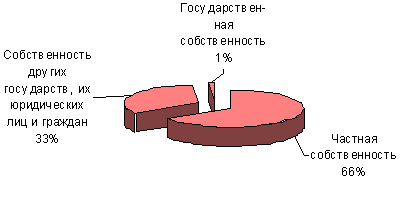 Государствен-
ная
собственность
1%
Собственность
других
государств, их
юридических
лиц и граждан
33%
Частная
собственность
66%